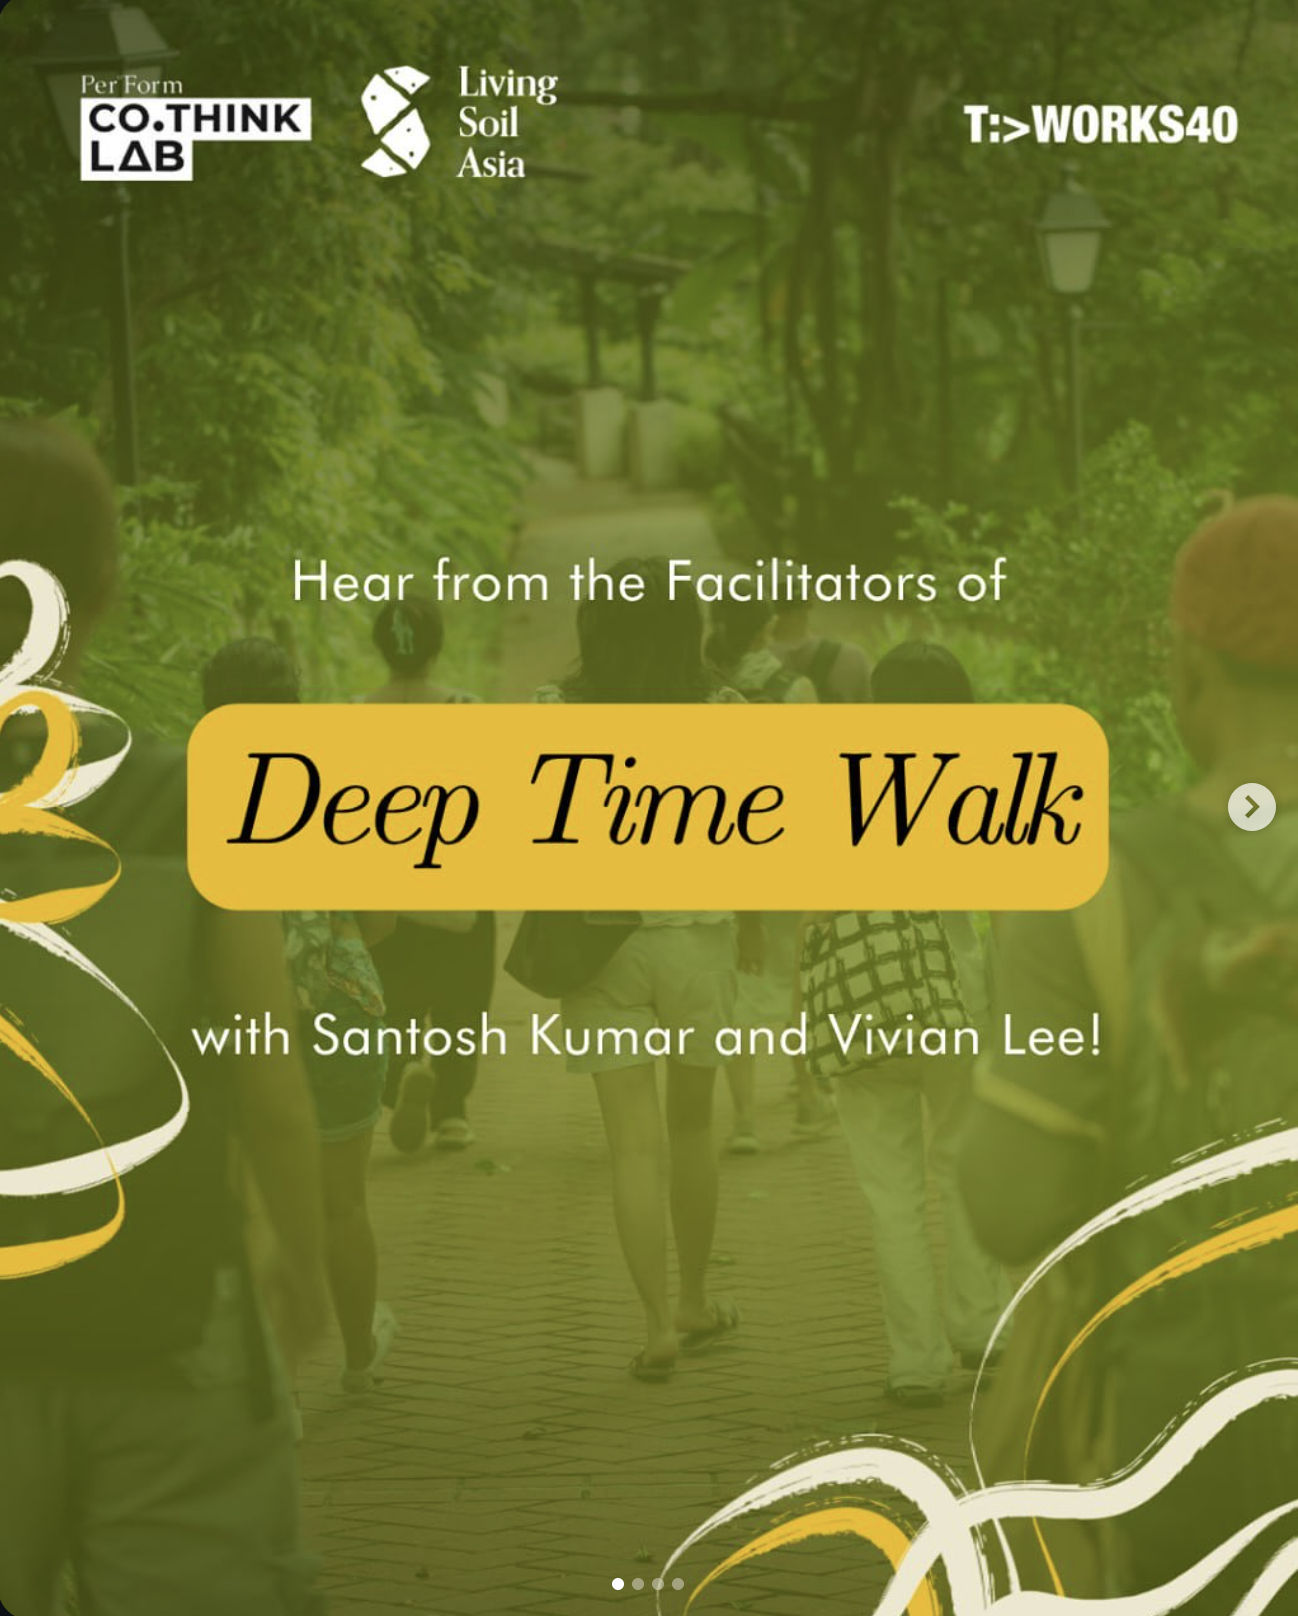 Per°Form
CO.THINK
LAB
Living
Soil
Asia
T:>WORKS40
Hear from the Facilitators of
Deep Time Walk
with Santosh Kumar and Vivian Lee!